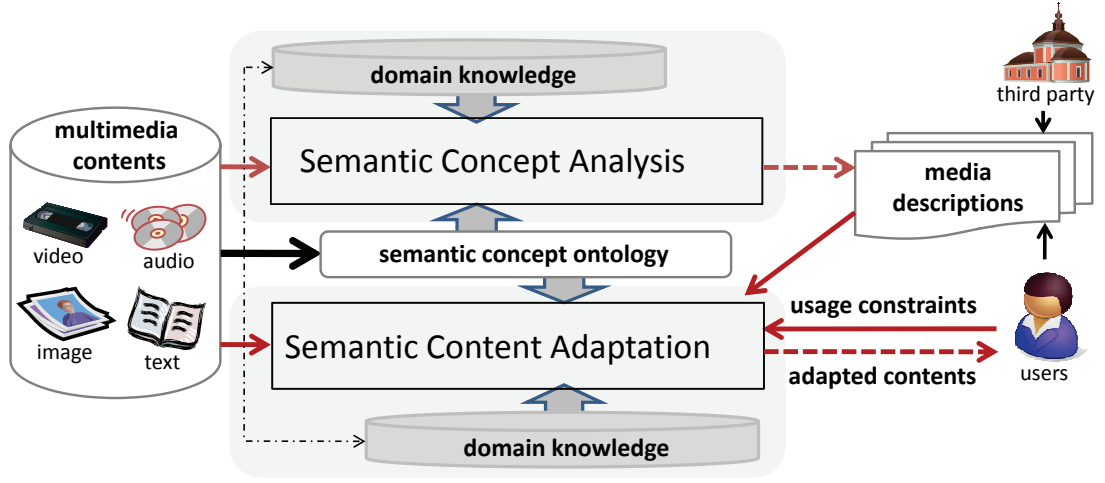 domain knowledge
third party
multimedia
contents
Semantic Concept Analysis
media
descriptions
video
audio
semantic concept ontology
usage constraints
image
text
Semantic Content Adaptation
adapted contents
users
domain knowledge